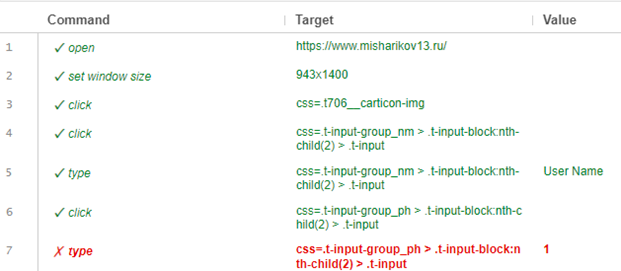 Command Target Value
1 ✓ open https://www.misharikov13.ru/
2 ✓ set window size 943x1400
3 ✓ click css=.t706__carticon-img
4 ✓ click css=.t-input-group_nm > .t-input-block:nth-
child(2) > .t-input
5 ✓ type css=.t-input-group_nm > .t-input-block:nth- User Name
child(2) > .t-input
6 ✓ click css=.t-input-group_ph > .t-input-block:nth-c
hild(2) > .t-input
7 ✗ type css=.t-input-group_ph > .t-input-block:n 1
th-child(2) > .t-input